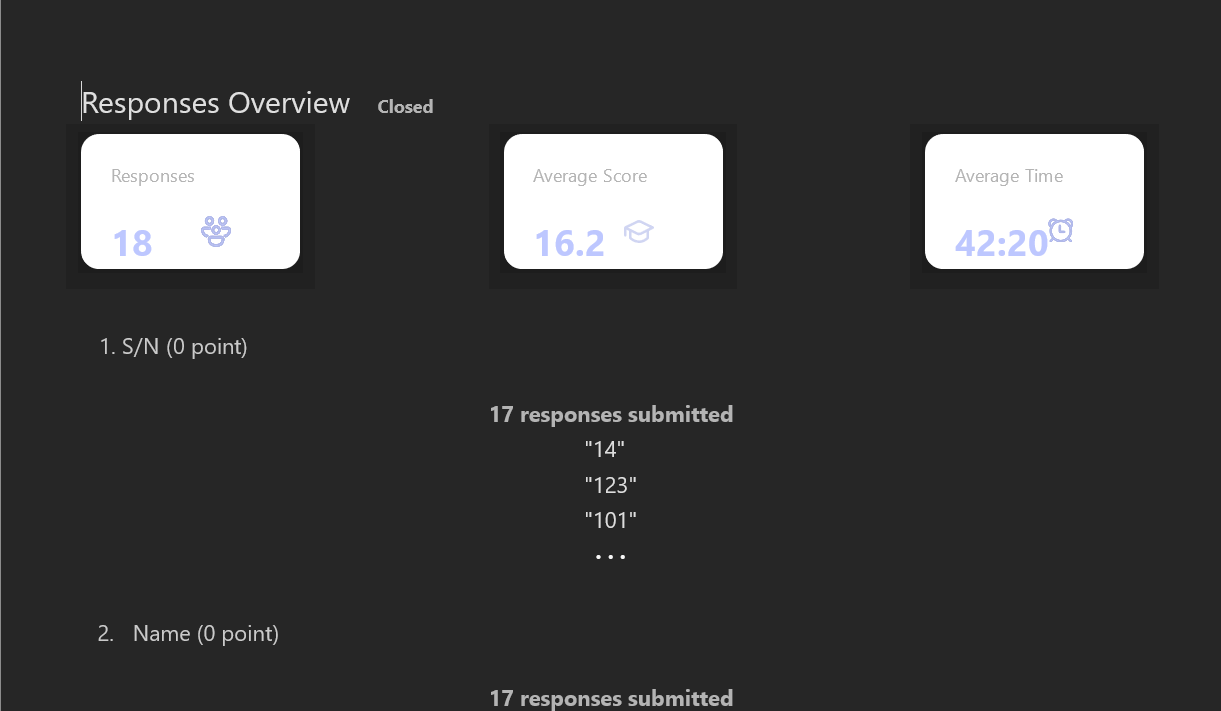 Responses Overview Closed
Responses
18
Average Score
16.2
Average Time
42:20
1. S/N (0 point)
17 responses submitted
"14"
"123"
"101"
...
2. Name (0 point)
17 responses submitted